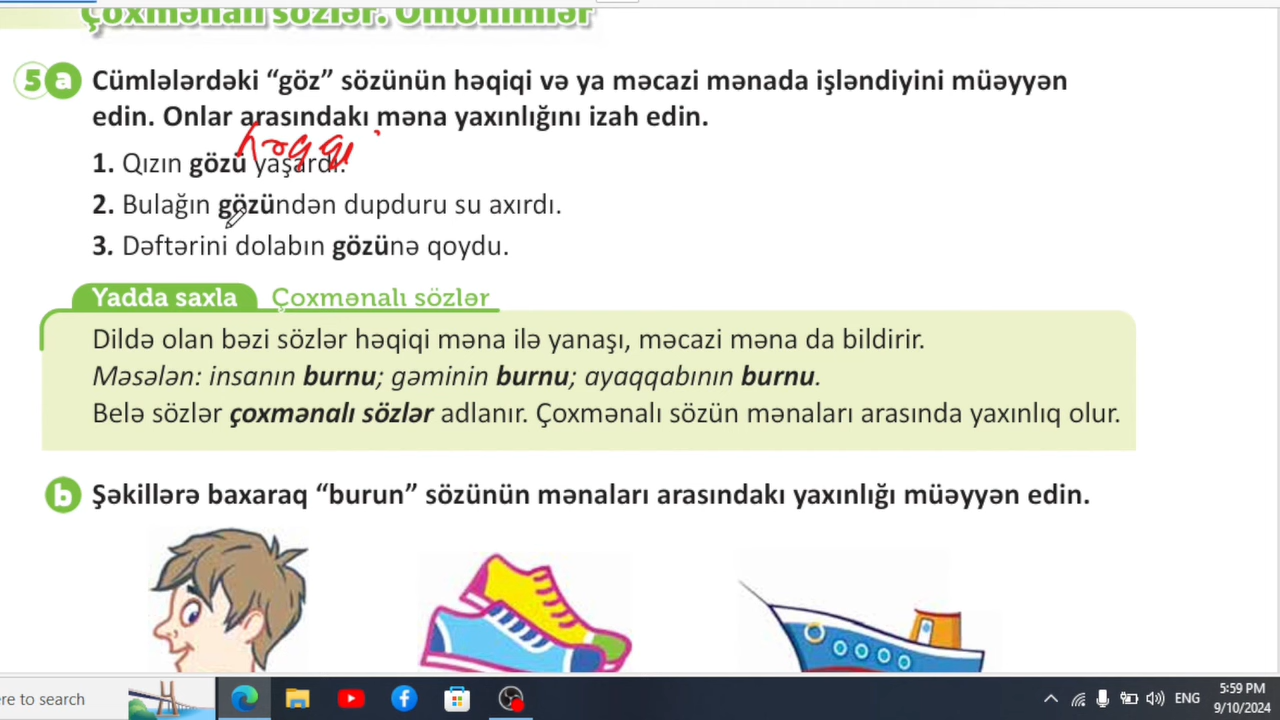 Çoxmənalı sözlər. Omonimlər
5 a Cümlələrdəki “göz” sözünün həqiqi və ya məcazi mənada işləndiyini müəyyən
edin. Onlar arasındakı məna yaxınlığını izah edin.
həqiqi
1. Qızın gözü yaşardı.
2. Bulağın gözündən dupduru su axırdı.
3. Dəftərini dolabın gözünə qoydu.
Yadda saxla Çoxmənalı sözlər
Dildə olan bəzi sözlər həqiqi məna ilə yanaşı, məcazi məna da bildirir.
Məsələn: insanın burnu; gəminin burnu; ayaqqabının burnu.
Belə sözlər çoxmənalı sözlər adlanır. Çoxmənalı sözün mənaları arasında yaxınlıq olur.
b Şəkillərə baxaraq “burun” sözünün mənaları arasındakı yaxınlığı müəyyən edin.
ere to search
ENG
5:59 PM
9/10/2024